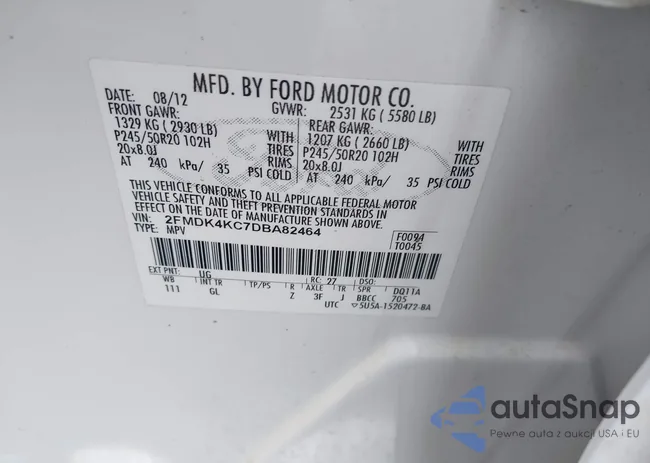 MFD. BY FORD MOTOR CO.
DATE: 08/12 GVWR: 2531 KG ( 5580 LB)
FRONT GAWR: REAR GAWR:
1329 KG ( 2930 LB) WITH 1207 KG ( 2660 LB) WITH
P245/50R20 102H TIRES P245/50R20 102H TIRES
20x8.0J RIMS 20x8.0J RIMS
AT 240 kPa/ 35 PSI COLD AT 240 kPa/ 35 PSI COLD
THIS VEHICLE CONFORMS TO ALL APPLICABLE FEDERAL MOTOR
VEHICLE SAFETY AND THEFT PREVENTION STANDARDS IN
EFFECT ON THE DATE OF MANUFACTURE SHOWN ABOVE.
VIN: 2FMDK4KC7DBA82464 F0094
TYPE: MPV T0045
EXT PNT: UG RC: 27 DSO:
WB INT TR TP/PS R AXLE TR SPR DQ11A
111 GL Z 3F J BBCC 705
UTC ▽5U5A-1520472-BA
autaSnap
Pewne auta z aukcji USA i EU